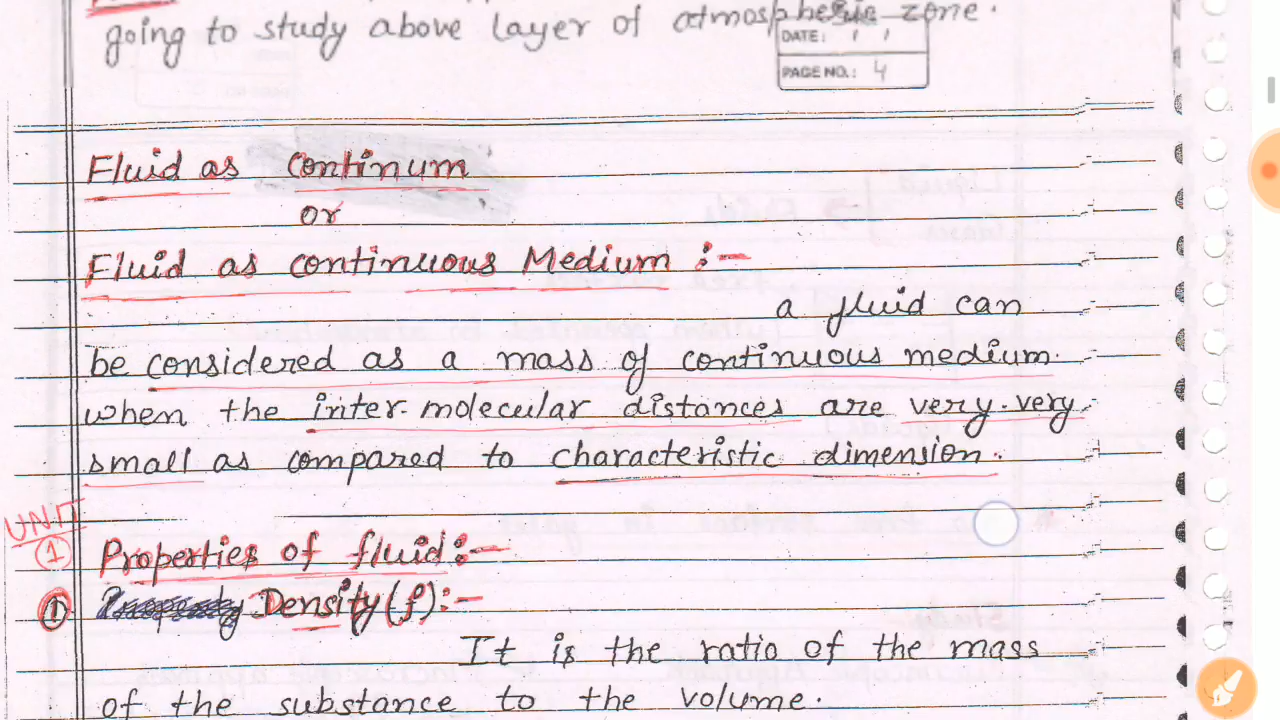 going to study above layer of atmospheric zone.
DATE: / /
PAGE NO.: 4
Fluid as Continum
or
Fluid as continuous Medium :-
a fluid can
be considered as a mass of continuous medium.
when the inter-molecular distances are very-very
small as compared to characteristic dimension.
UNIT
1 Properties of fluid:-
1 Density (ρ):-
It is the ratio of the mass
of the substance to the volume.